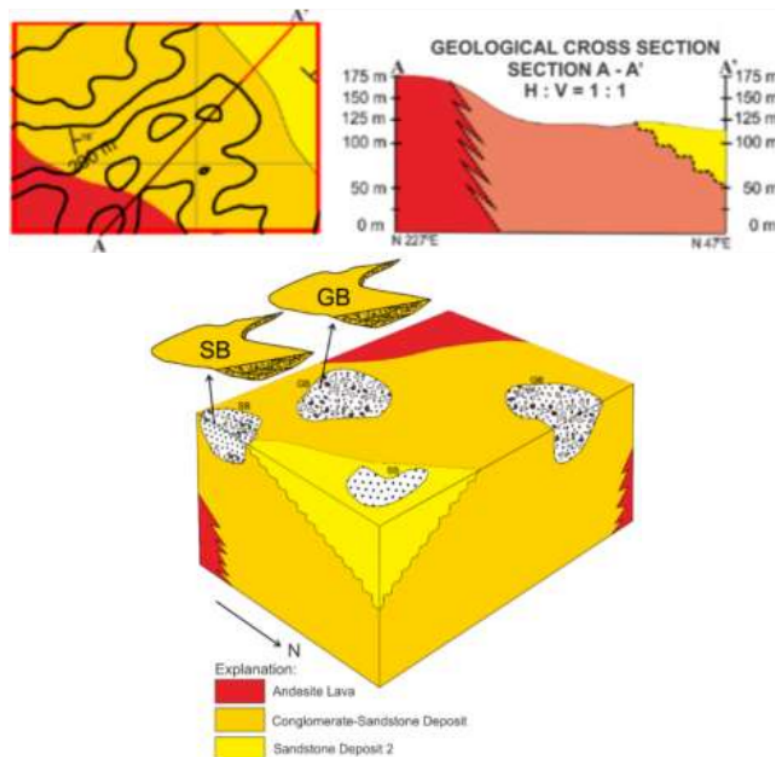 A'
200 m
A
GEOLOGICAL CROSS SECTION
SECTION A - A'
H : V = 1 : 1
A
A'
175 m
150 m
125 m
100 m
50 m
0 m
175 m
150 m
125 m
100 m
50 m
0 m
N 227°E
N 47°E
GB
SB
GB
GB
SB
SB
N
Explanation:
Andesite Lava
Conglomerate-Sandstone Deposit
Sandstone Deposit 2